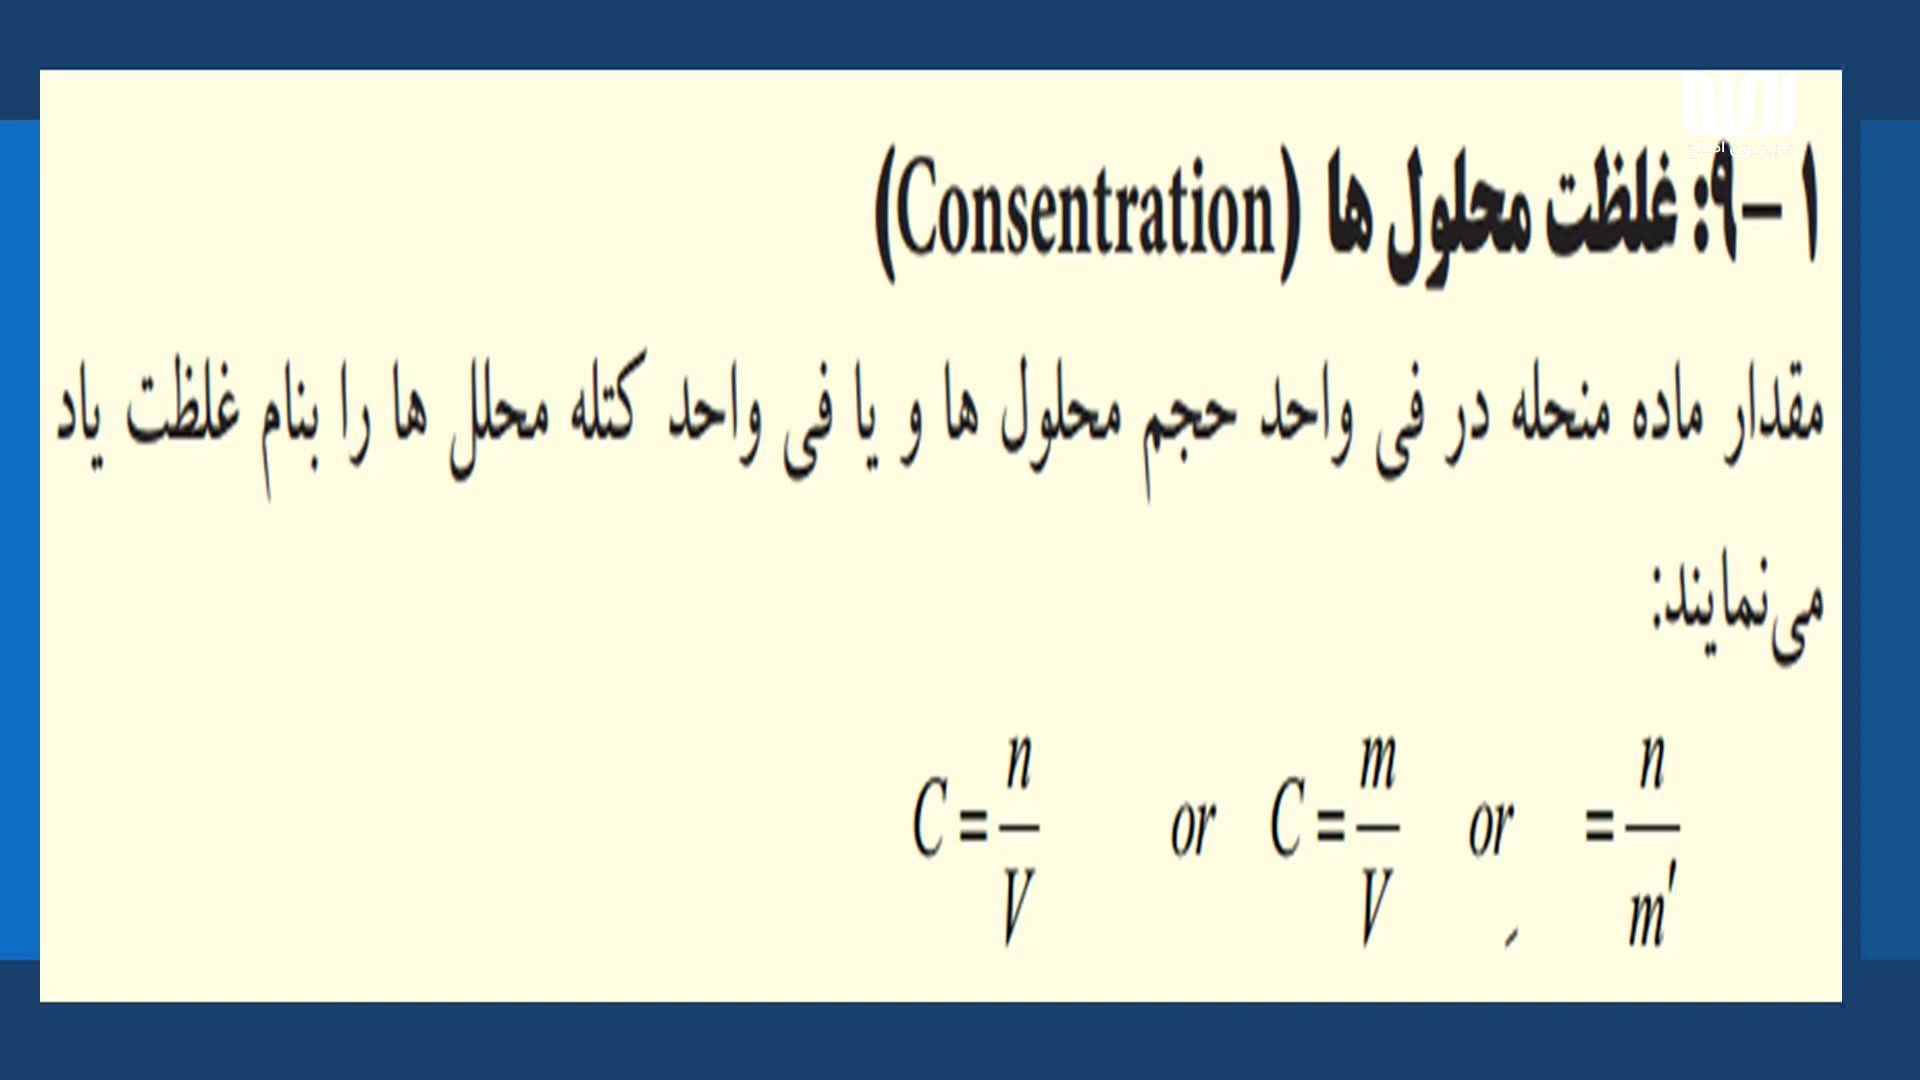 ۱ –۹: غلظت محلول ها (Consentration)
مقدار ماده منحله در فی واحد حجم محلول ها و یا فی واحد کتله محلل ها را بنام غلظت یاد
می‌نمایند:
C = n/V or C = m/V or = n/m'